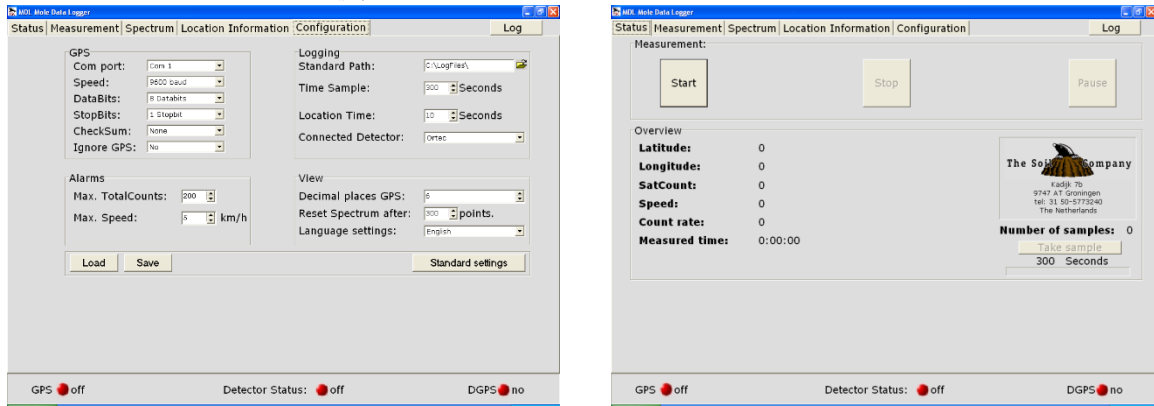 MDL Mole Data Logger
Status Measurement Spectrum Location Information Configuration Log
GPS
Com port: Com 1
Speed: 9600 baud
DataBits: 8 Databits
StopBits: 1 Stopbit
CheckSum: None
Ignore GPS: No
Logging
Standard Path: C:\LogFiles\
Time Sample: 300 Seconds
Location Time: 10 Seconds
Connected Detector: Ortec
Alarms
Max. TotalCounts: 200
Max. Speed: 5 km/h
View
Decimal places GPS: 6
Reset Spectrum after: 300 points.
Language settings: English
Load Save Standard settings
GPS off Detector Status: off DGPS no
MDL Mole Data Logger
Status Measurement Spectrum Location Information Configuration Log
Measurement:
Start Stop Pause
Overview
Latitude: 0
Longitude: 0
SatCount: 0
Speed: 0
Count rate: 0
Measured time: 0:00:00
The Soil Company
Kadijk 7b
9747 AT Groningen
tel: 31 50-5773240
The Netherlands
Number of samples: 0
Take sample
300 Seconds
GPS off Detector Status: off DGPS no